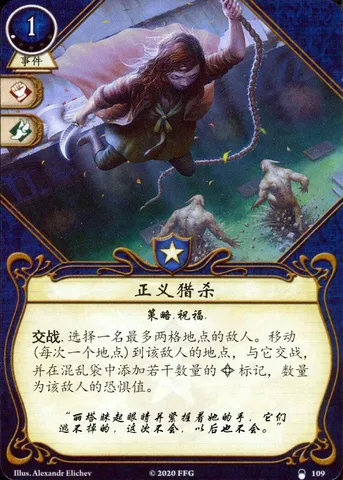 1
事件
正义猎杀
策略.祝福.
交战. 选择一名最多两格地点的敌人。移动
(每次一个地点)到该敌人的地点，与它交战，
并在混乱袋中添加若干数量的 标记，数量
为该敌人的恐惧值。
"丽塔眯起眼睛并紧握着她的手，它们
逃不掉的，这次不会，以后也不会。"
Illus. Alexandr Elichev
© 2020 FFG
109